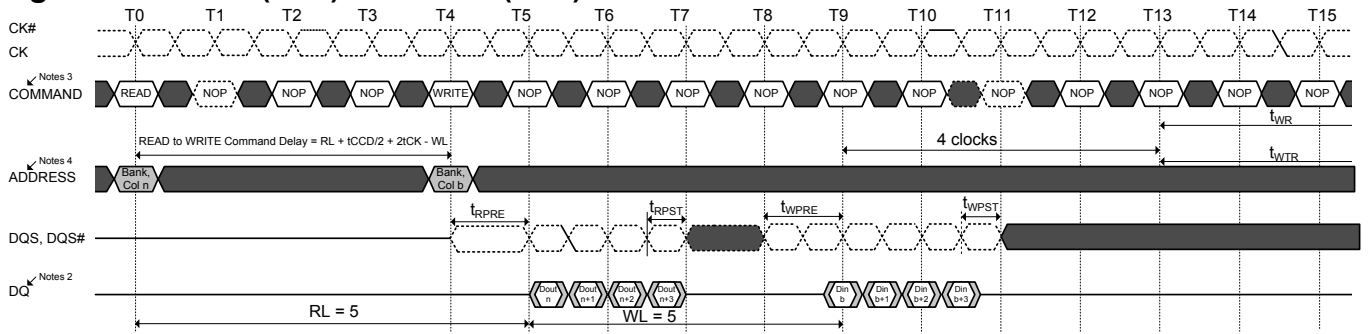 T0 T1 T2 T3 T4 T5 T6 T7 T8 T9 T10 T11 T12 T13 T14 T15
CK#
CK
Notes 3
COMMAND READ NOP NOP NOP WRITE NOP NOP NOP NOP NOP NOP NOP NOP NOP NOP NOP
READ to WRITE Command Delay = RL + tCCD/2 + 2tCK - WL
4 clocks
tWR
tWTR
Notes 4
ADDRESS
Bank, Col n
Bank, Col b
tRPRE tRPST tWPRE tWPST
DQS, DQS#
Notes 2
DQ
Dout n
Dout n+1
Dout n+2
Dout n+3
Din b
Din b+1
Din b+2
Din b+3
RL = 5 WL = 5